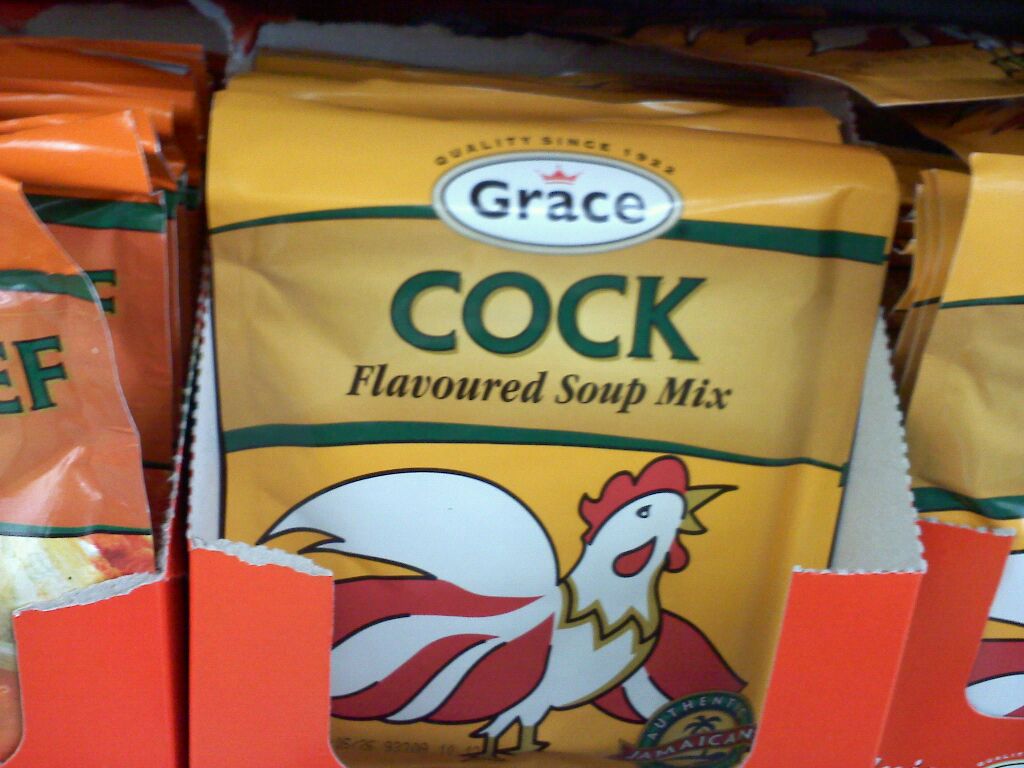 QUALITY SINCE 1922
Grace
COCK
Flavoured Soup Mix
EF
F
AUTHENTIC
JAMAICAN